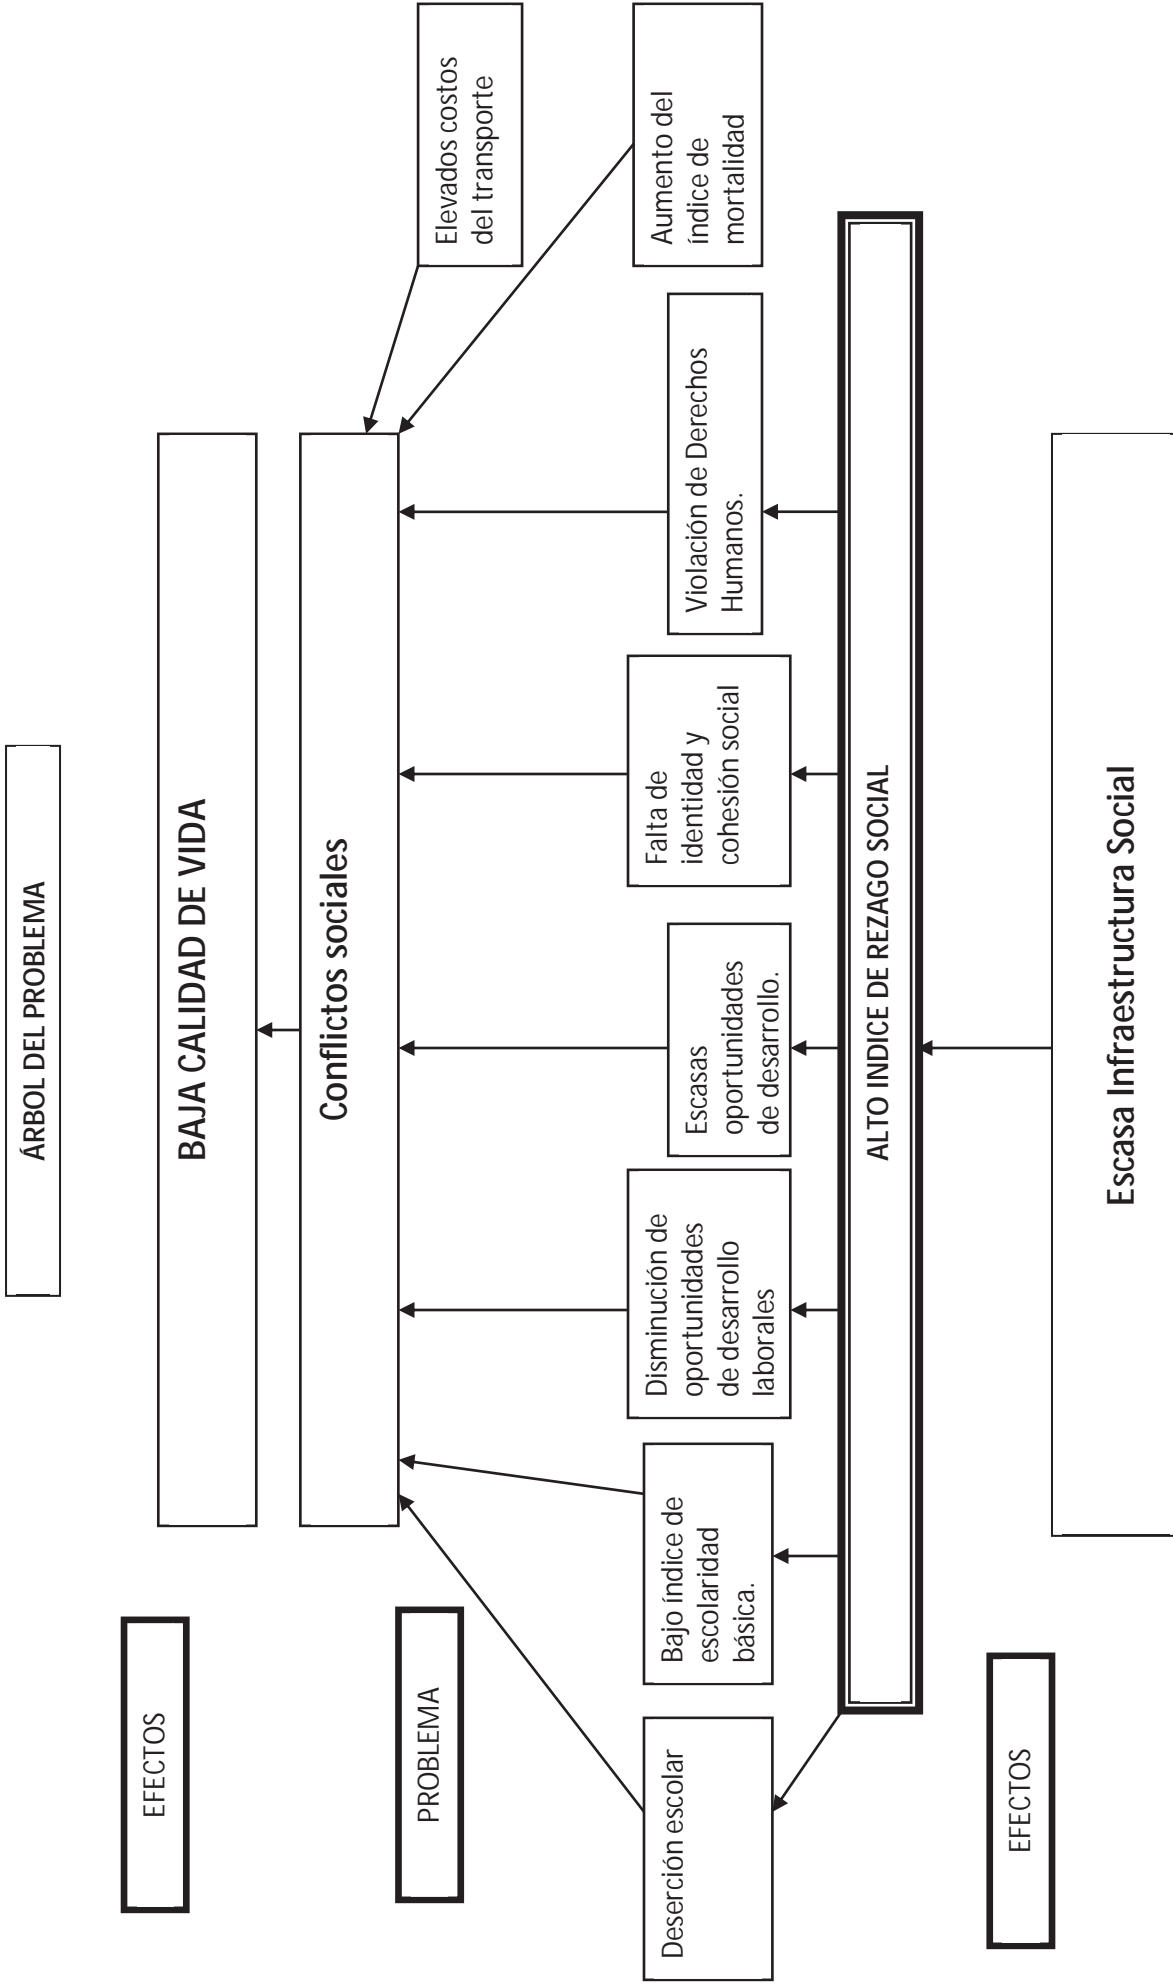 ÁRBOL DEL PROBLEMA
EFECTOS
BAJA CALIDAD DE VIDA
Conflictos sociales
PROBLEMA
Elevados costos
del transporte
Deserción escolar
Bajo índice de
escolaridad
básica.
Disminución de
oportunidades
de desarrollo
laborales
Escasas
oportunidades
de desarrollo.
Falta de
identidad y
cohesión social
Violación de Derechos
Humanos.
Aumento del
índice de
mortalidad
ALTO INDICE DE REZAGO SOCIAL
EFECTOS
Escasa Infraestructura Social